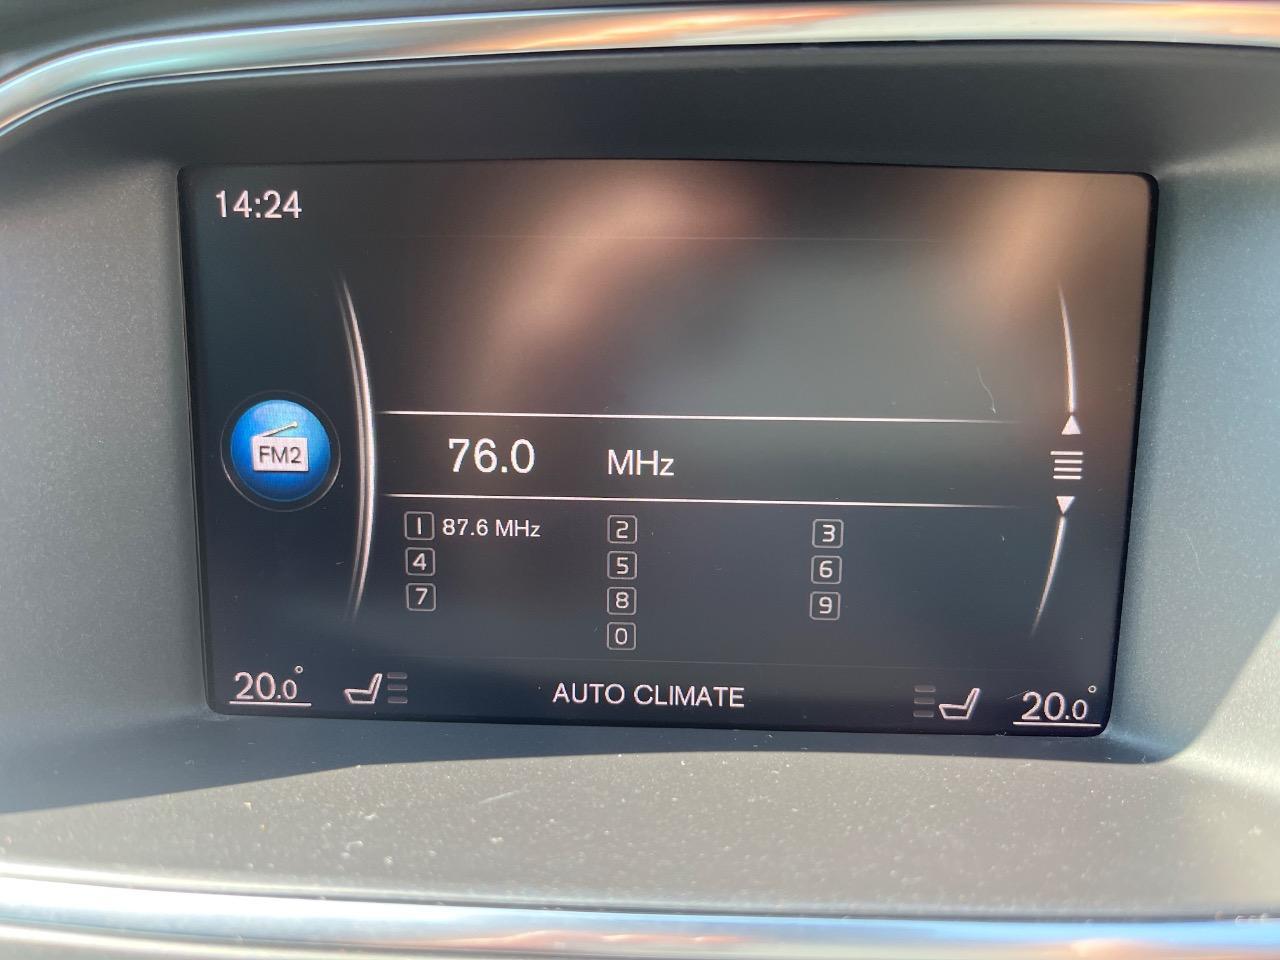 14:24
FM2
76.0 MHz
1 87.6 MHz 2 3
4 5 6
7 8 9
0
20.0° AUTO CLIMATE 20.0°